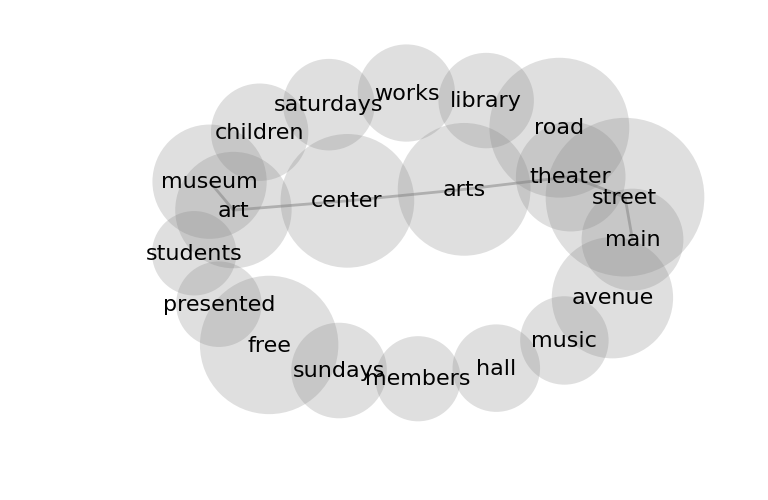 works
library
saturdays
road
children
theater
museum
arts
street
center
art
main
students
avenue
presented
music
free
hall
sundays
members